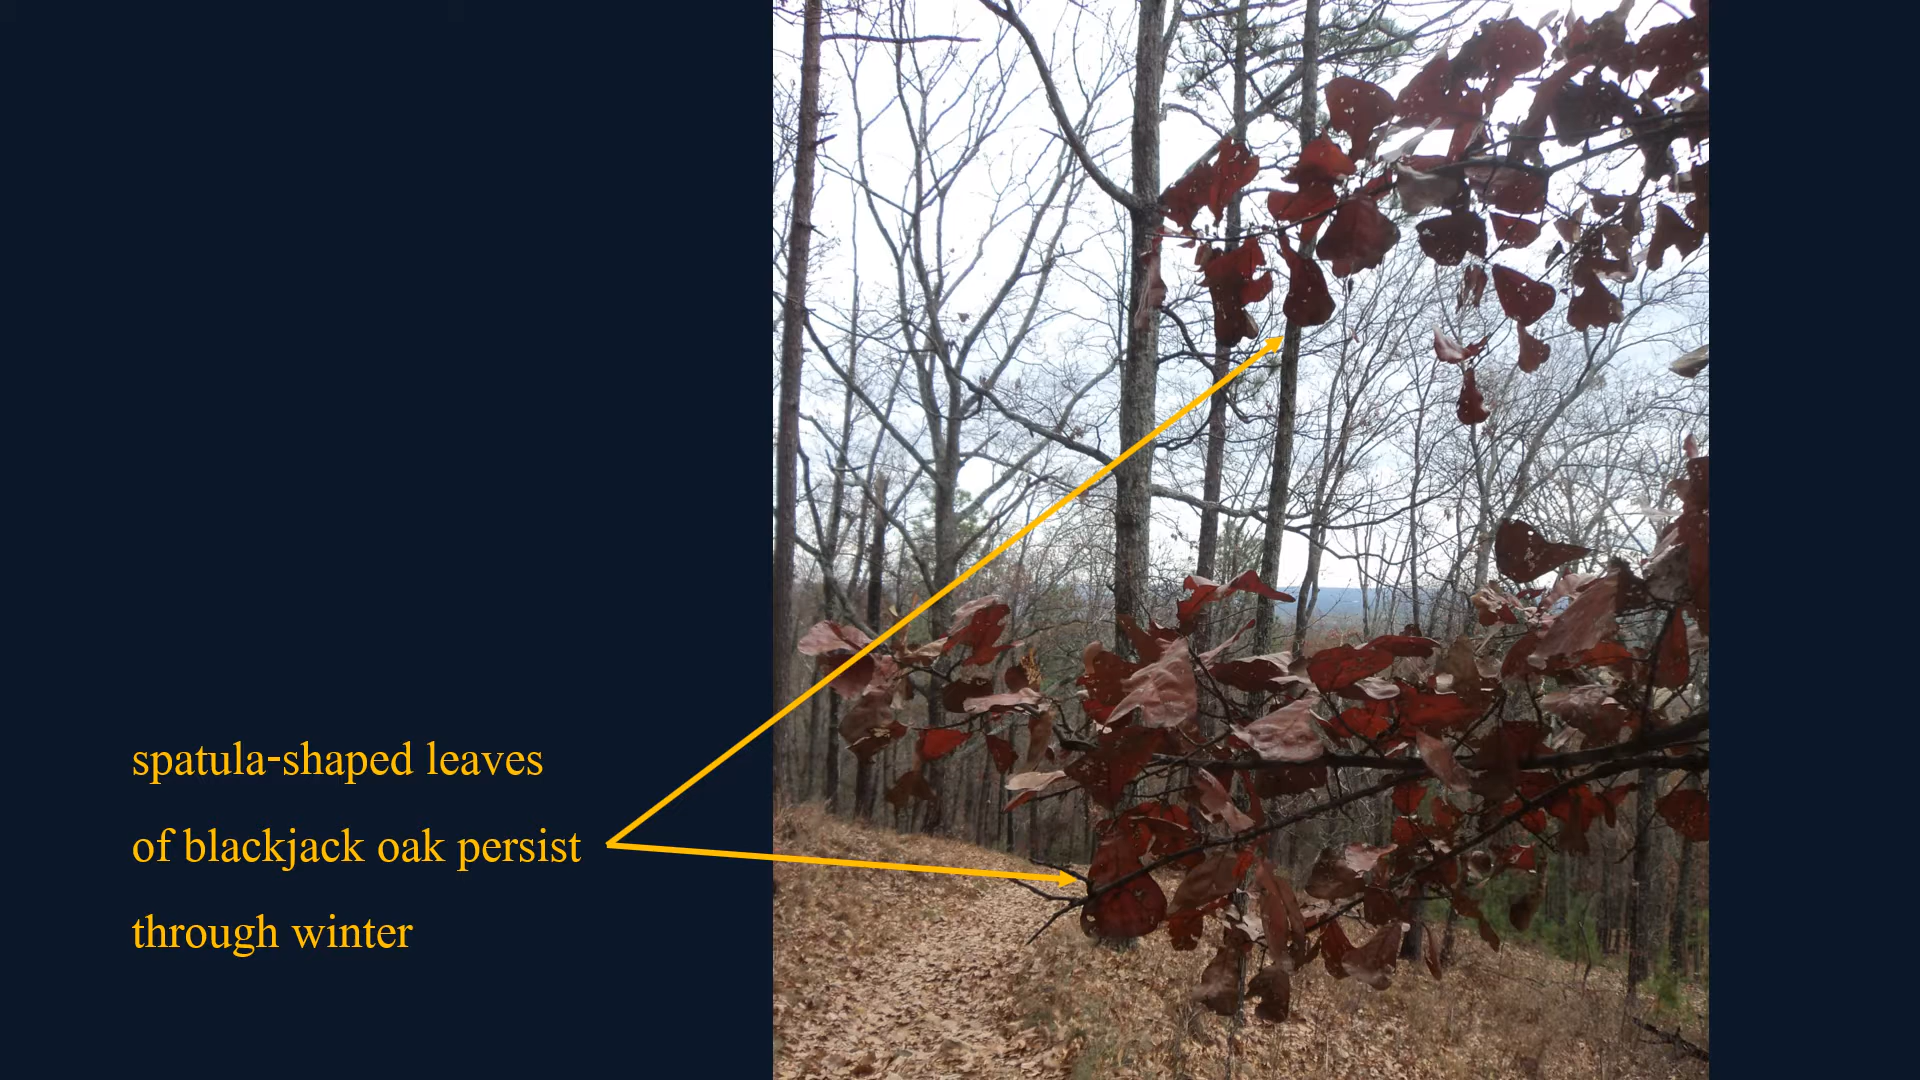 spatula-shaped leaves
of blackjack oak persist
through winter